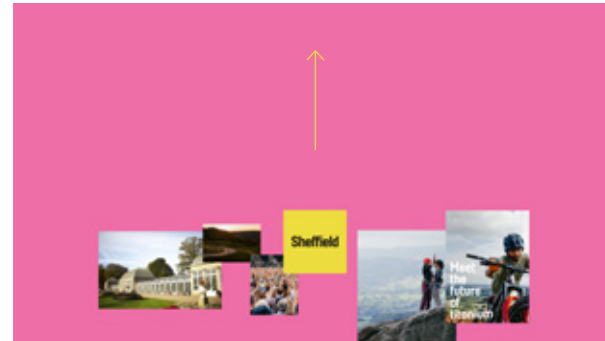 Sheffield
Meet
the
future
of
titanium